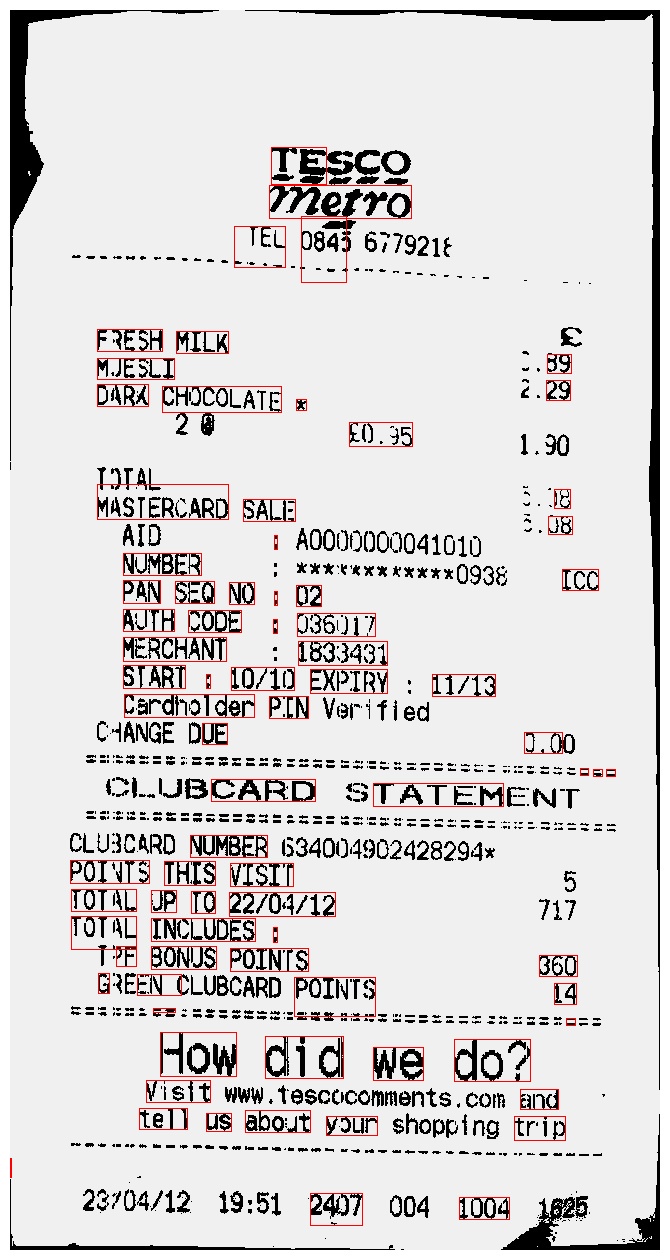 TESCO
Metro
TEL 0845 6779218
£
FRESH MILK 0.89
MUESLI 2.29
DARK CHOCOLATE *
2 @ £0.95 1.90
TOTAL 5.08
MASTERCARD SALE 5.08
AID : A0000000041010
NUMBER : ************0938 ICC
PAN SEQ NO : 02
AUTH CODE : 036017
MERCHANT : 1833431
START : 10/10 EXPIRY : 11/13
Cardholder PIN Verified
CHANGE DUE 0.00
CLUBCARD STATEMENT
CLUBCARD NUMBER 634004902428294*
POINTS THIS VISIT 5
TOTAL UP TO 22/04/12 717
TOTAL INCLUDES :
BONUS POINTS 360
GREEN CLUBCARD POINTS 14
How did we do?
Visit www.tescocomments.com and
tell us about your shopping trip
23/04/12 19:51 2407 004 1004